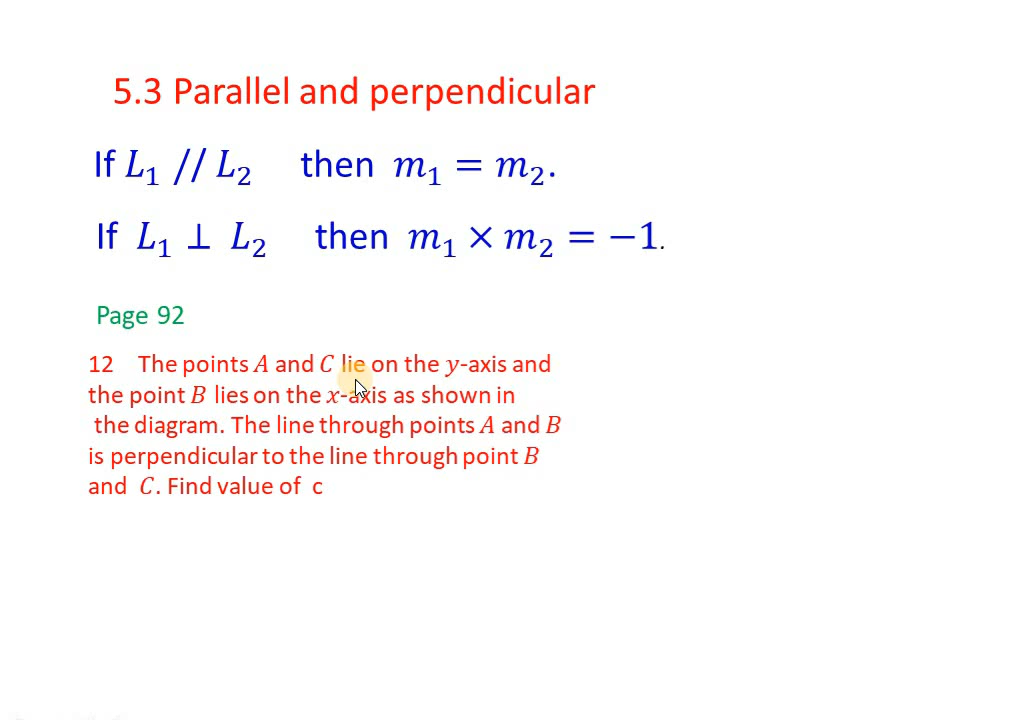 5.3 Parallel and perpendicular
If L₁ // L₂ then m₁ = m₂.
If L₁ ⊥ L₂ then m₁ × m₂ = −1.
Page 92
12 The points A and C lie on the y-axis and
the point B lies on the x-axis as shown in
the diagram. The line through points A and B
is perpendicular to the line through point B
and C. Find value of c